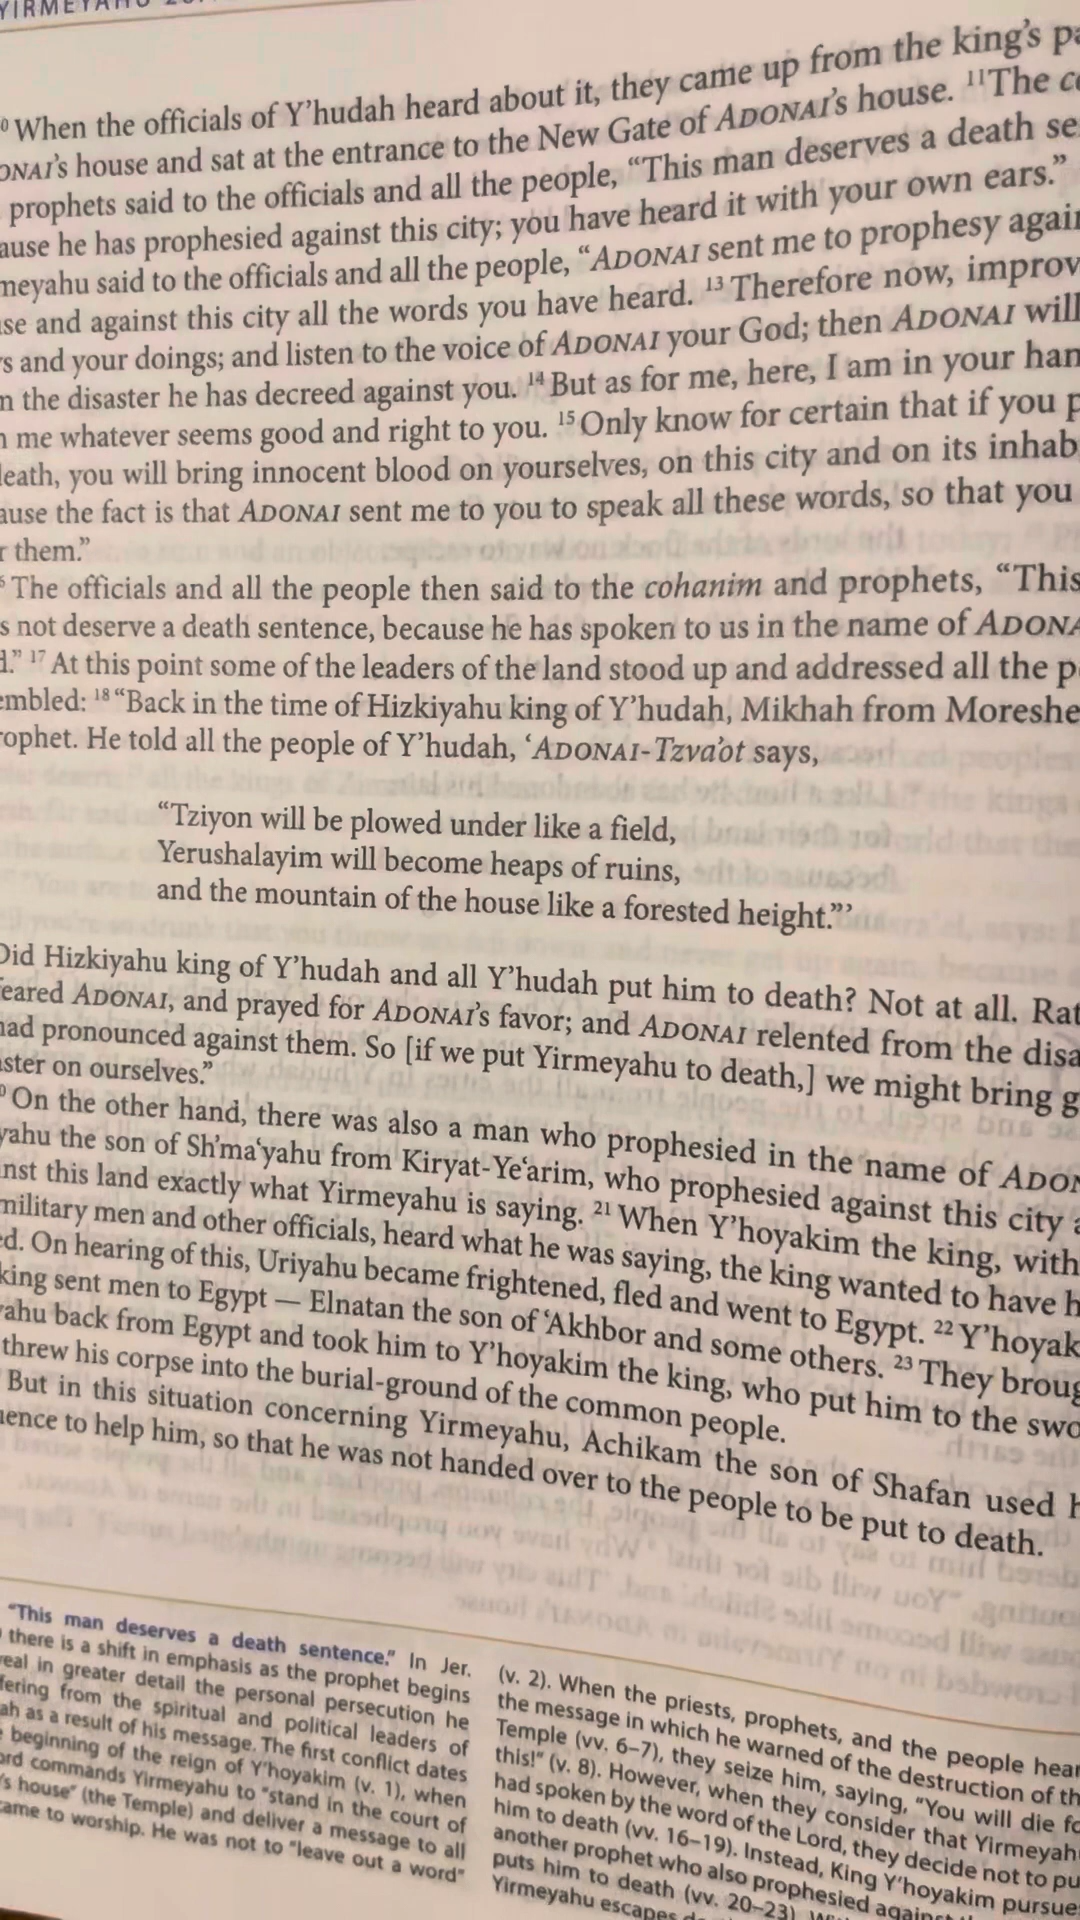 YIRMEYAHU
10 When the officials of Y’hudah heard about it, they came up from the king’s pa
ONAI’s house and sat at the entrance to the New Gate of ADONAI’s house. 11 The c
prophets said to the officials and all the people, “This man deserves a death se
ause he has prophesied against this city; you have heard it with your own ears.”
meyahu said to the officials and all the people, “ADONAI sent me to prophesy agai
se and against this city all the words you have heard. 13 Therefore now, improv
s and your doings; and listen to the voice of ADONAI your God; then ADONAI will
m the disaster he has decreed against you. 14 But as for me, here, I am in your han
h me whatever seems good and right to you. 15 Only know for certain that if you p
death, you will bring innocent blood on yourselves, on this city and on its inhab
ause the fact is that ADONAI sent me to you to speak all these words, so that you
r them.”
6 The officials and all the people then said to the cohanim and prophets, “This
s not deserve a death sentence, because he has spoken to us in the name of ADONA
d.” 17 At this point some of the leaders of the land stood up and addressed all the p
embled: 18 “Back in the time of Hizkiyahu king of Y’hudah, Mikhah from Moreshe
rophet. He told all the people of Y’hudah, ‘ADONAI-Tzva’ot says,
“Tziyon will be plowed under like a field,
Yerushalayim will become heaps of ruins,
and the mountain of the house like a forested height.”’
Did Hizkiyahu king of Y’hudah and all Y’hudah put him to death? Not at all. Rat
feared ADONAI, and prayed for ADONAI’s favor; and ADONAI relented from the disa
had pronounced against them. So [if we put Yirmeyahu to death,] we might bring g
aster on ourselves.”
0 On the other hand, there was also a man who prophesied in the name of ADON
yahu the son of Sh’ma‘yahu from Kiryat-Ye‘arim, who prophesied against this city a
inst this land exactly what Yirmeyahu is saying. 21 When Y’hoyakim the king, with
military men and other officials, heard what he was saying, the king wanted to have h
ed. On hearing of this, Uriyahu became frightened, fled and went to Egypt. 22 Y’hoyak
king sent men to Egypt — Elnatan the son of ‘Akhbor and some others. 23 They broug
yahu back from Egypt and took him to Y’hoyakim the king, who put him to the swo
threw his corpse into the burial-ground of the common people.
But in this situation concerning Yirmeyahu, Achikam the son of Shafan used h
uence to help him, so that he was not handed over to the people to be put to death.
“This man deserves a death sentence.” In Jer.
there is a shift in emphasis as the prophet begins
veal in greater detail the personal persecution he
fering from the spiritual and political leaders of
ah as a result of his message. The first conflict dates
beginning of the reign of Y’hoyakim (v. 1), when
ord commands Yirmeyahu to “stand in the court of
’s house” (the Temple) and deliver a message to all
came to worship. He was not to “leave out a word”
(v. 2). When the priests, prophets, and the people hear
the message in which he warned of the destruction of th
Temple (vv. 6–7), they seize him, saying, “You will die fo
this!” (v. 8). However, when they consider that Yirmeyah
had spoken by the word of the Lord, they decide not to pu
him to death (vv. 16–19). Instead, King Y’hoyakim pursue
another prophet who also prophesied against
puts him to death (vv. 20–23).
Yirmeyahu escapes